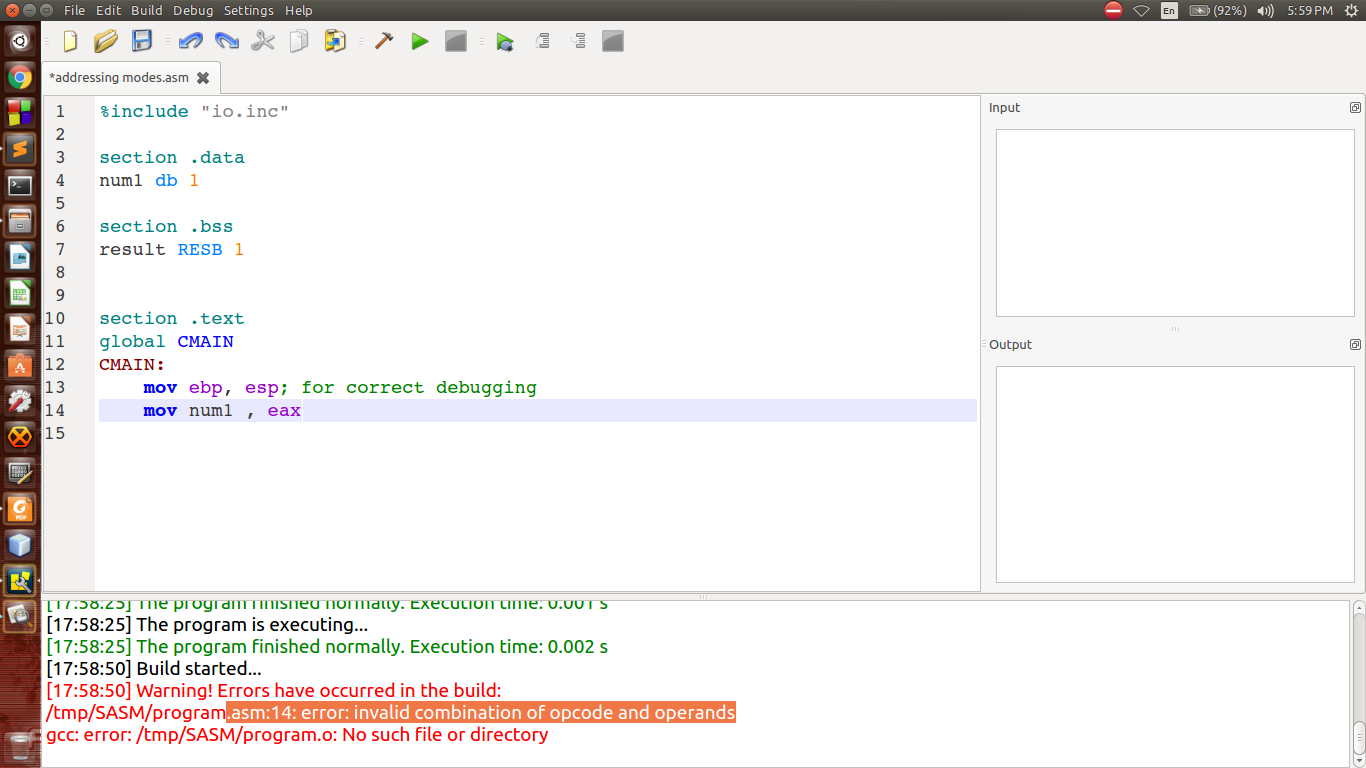 File Edit Build Debug Settings Help
En (92%) 5:59 PM
*addressing modes.asm
1 %include "io.inc"
2
3 section .data
4 num1 db 1
5
6 section .bss
7 result RESB 1
8
9
10 section .text
11 global CMAIN
12 CMAIN:
13 mov ebp, esp; for correct debugging
14 mov num1 , eax
15
Input
Output
[17:58:25] The program finished normally. Execution time: 0.001 s
[17:58:25] The program is executing...
[17:58:25] The program finished normally. Execution time: 0.002 s
[17:58:50] Build started...
[17:58:50] Warning! Errors have occurred in the build:
/tmp/SASM/program.asm:14: error: invalid combination of opcode and operands
gcc: error: /tmp/SASM/program.o: No such file or directory